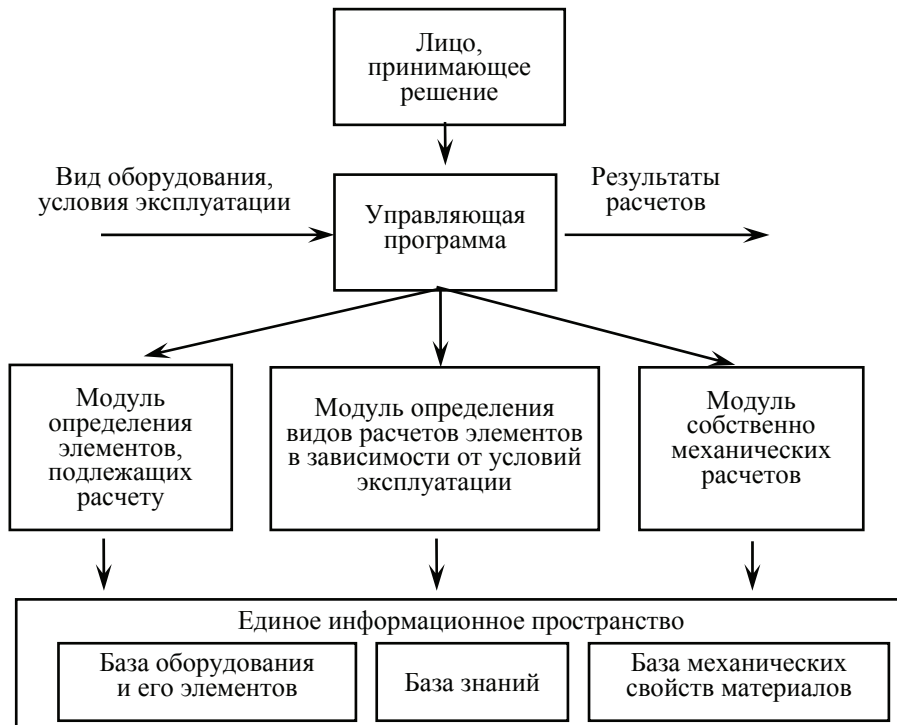 Лицо,
принимающее
решение
Вид оборудования,
условия эксплуатации
Управляющая
программа
Результаты
расчетов
Модуль
определения
элементов,
подлежащих
расчету
Модуль определения
видов расчетов элементов
в зависимости от условий
эксплуатации
Модуль
собственно
механических
расчетов
Единое информационное пространство
База оборудования
и его элементов
База знаний
База механических
свойств материалов